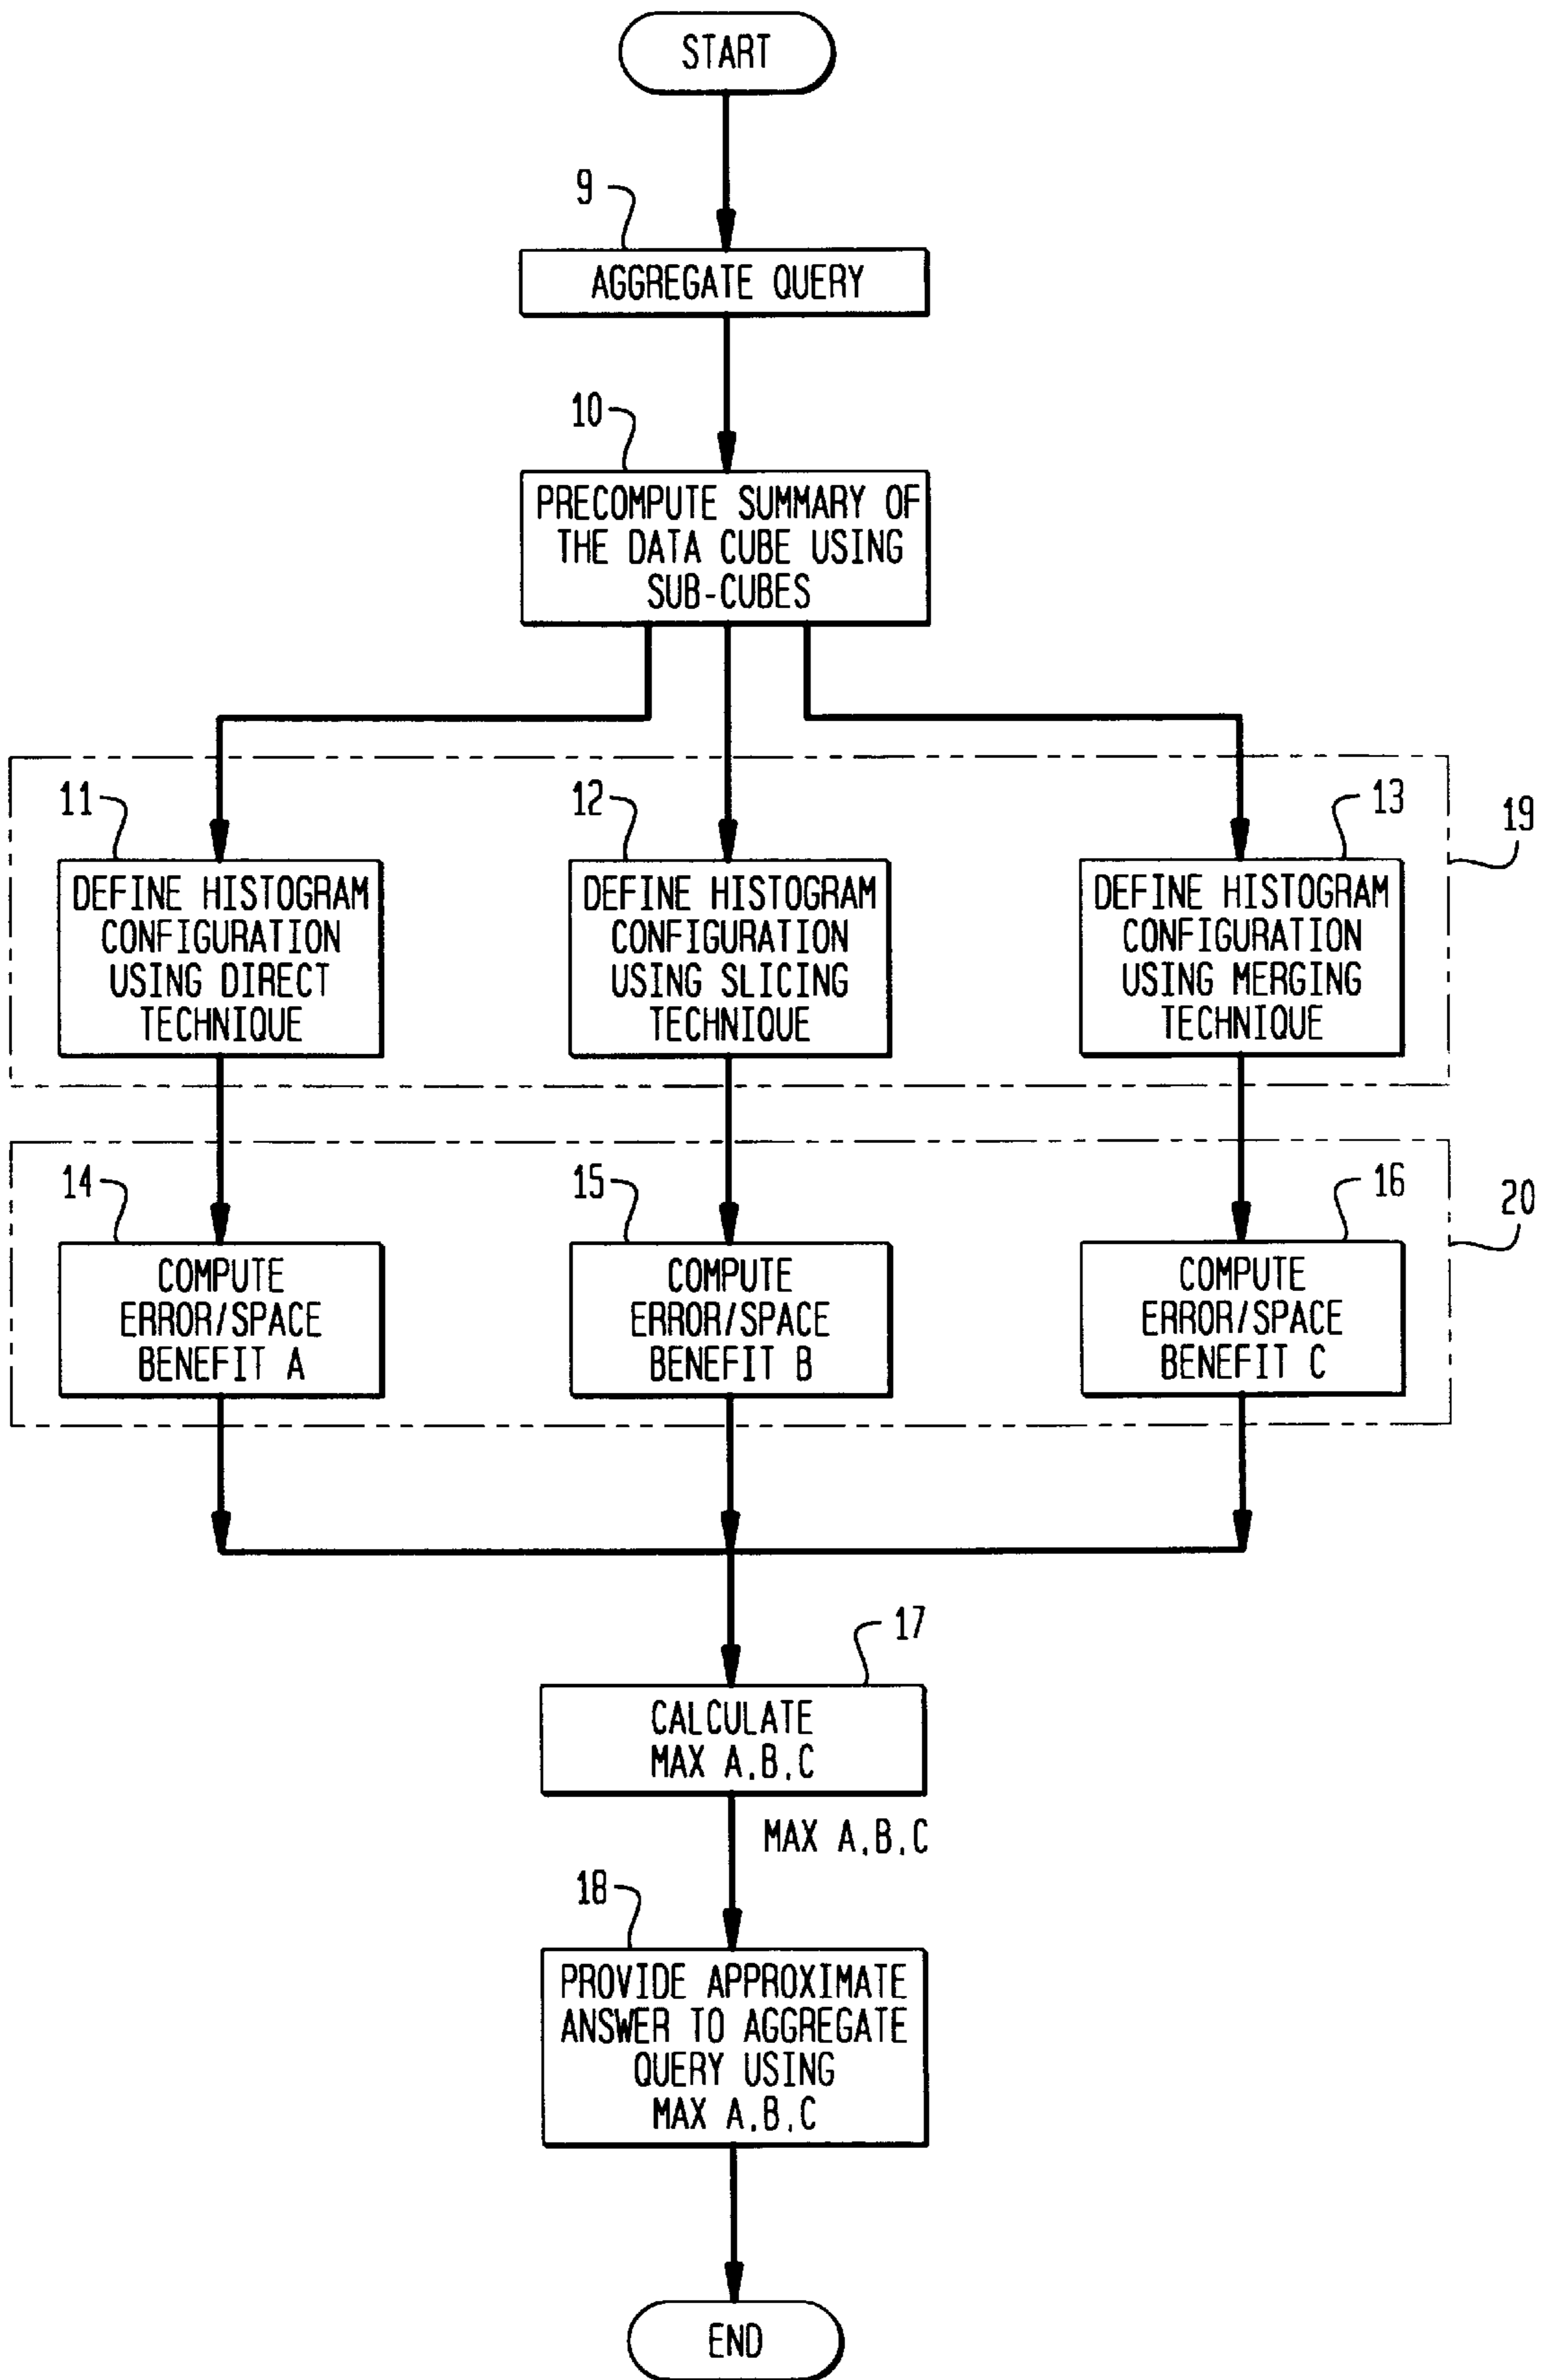 START
9
AGGREGATE QUERY
10
PRECOMPUTE SUMMARY OF
THE DATA CUBE USING
SUB-CUBES
11
12
13
19
DEFINE HISTOGRAM
CONFIGURATION
USING DIRECT
TECHNIQUE
DEFINE HISTOGRAM
CONFIGURATION
USING SLICING
TECHNIQUE
DEFINE HISTOGRAM
CONFIGURATION
USING MERGING
TECHNIQUE
14
15
16
20
COMPUTE
ERROR/SPACE
BENEFIT A
COMPUTE
ERROR/SPACE
BENEFIT B
COMPUTE
ERROR/SPACE
BENEFIT C
17
CALCULATE
MAX A,B,C
MAX A,B,C
18
PROVIDE APPROXIMATE
ANSWER TO AGGREGATE
QUERY USING
MAX A,B,C
END